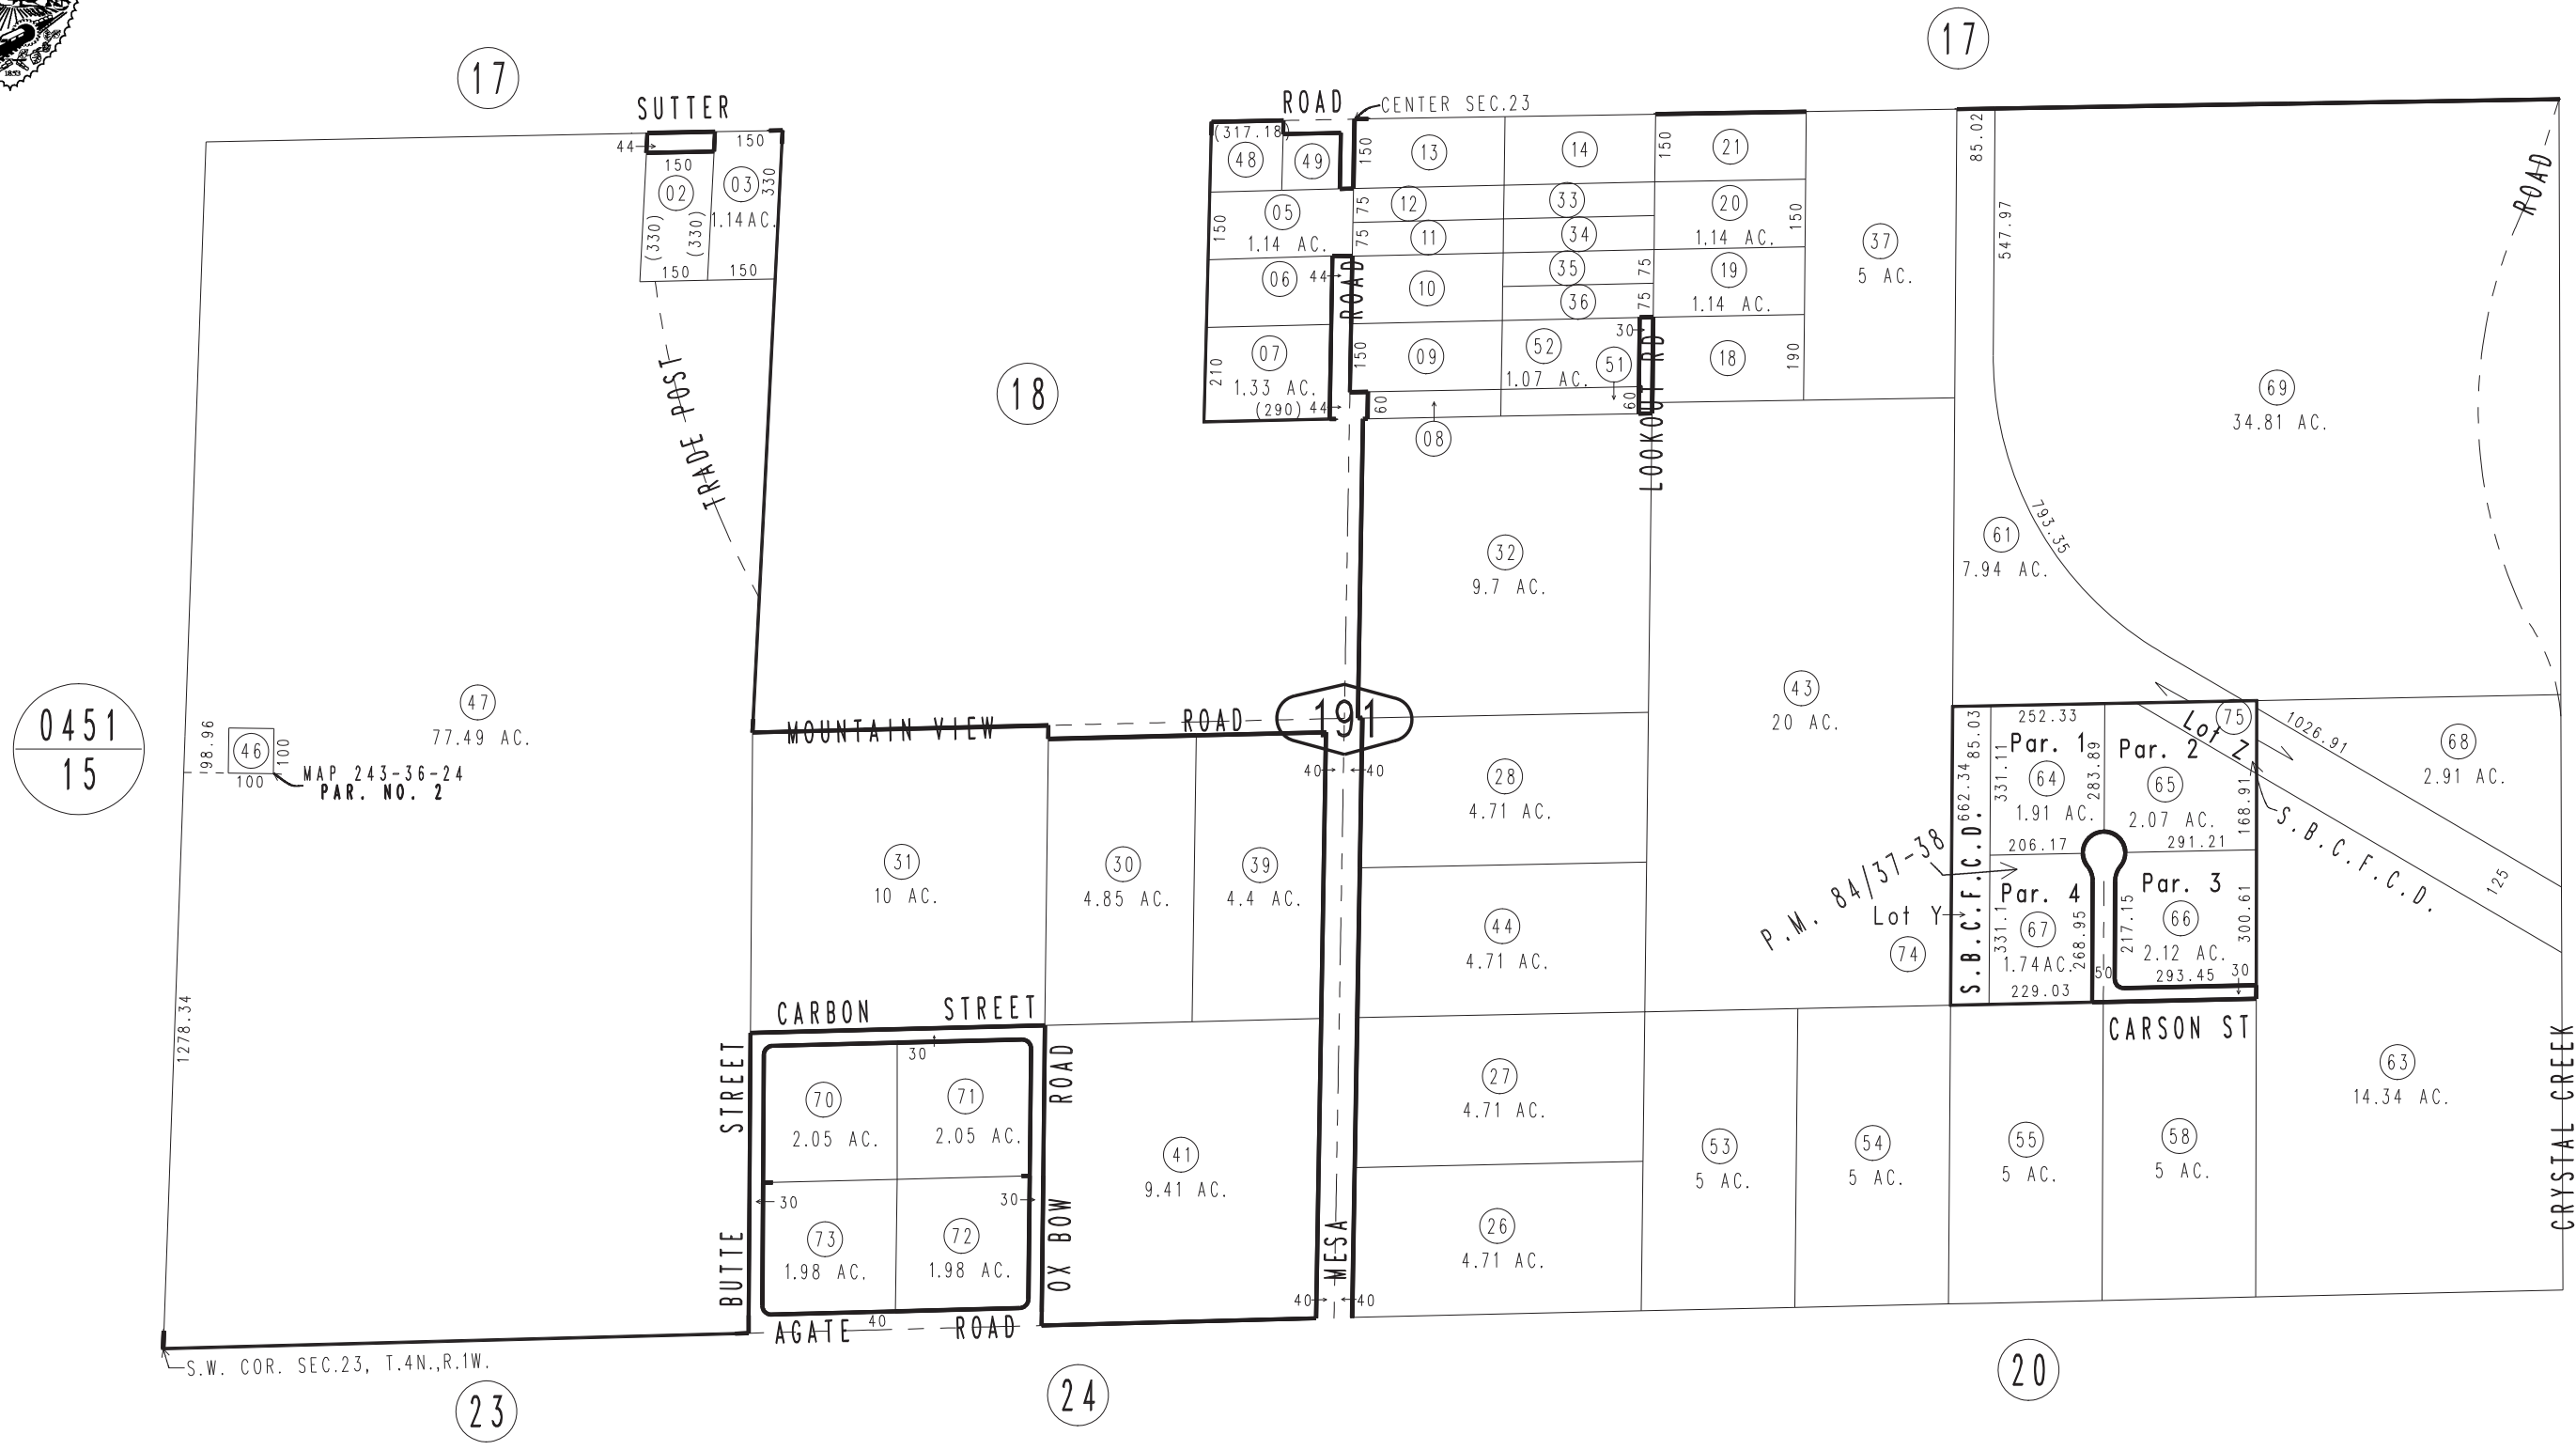 1853
17
17
SUTTER
ROAD
CENTER SEC.23
44
150
150
02
03
330
1.14AC.
(330)
(330)
150
150
(317.18)
48
49
150
13
14
150
21
85.02
ROAD
05
150
1.14 AC.
75
12
33
20
150
1.14 AC.
547.97
75
11
34
37
5 AC.
06
44
ROAD
10
35
75
19
1.14 AC.
36
75
07
210
1.33 AC.
(290) 44
150
09
52
1.07 AC.
30
51
18
190
60
08
60
LOOKOUT RD
18
TRADE POST
69
34.81 AC.
793.35
61
7.94 AC.
32
9.7 AC.
43
20 AC.
0451
15
47
77.49 AC.
98.96
46
100
100
MAP 243-36-24
PAR. NO. 2
1278.34
MOUNTAIN VIEW ROAD
191
40 40
31
10 AC.
30
4.85 AC.
39
4.4 AC.
28
4.71 AC.
44
4.71 AC.
252.33
85.03
662.34
331.11
Par. 1
64
1.91 AC.
283.89
Par. 2
65
2.07 AC.
168.91
Lot Z
75
1026.91
68
2.91 AC.
206.17
291.21
S.B.C.F.C.D.
125
P.M. 84/37-38
Lot Y
74
S.B.C.F.C.D.
Par. 4
331.1
67
1.74AC.
268.95
229.03
50
Par. 3
217.15
66
2.12 AC.
300.61
293.45
30
CARSON ST
CARBON STREET
BUTTE STREET
30
70
2.05 AC.
71
2.05 AC.
30
30
73
1.98 AC.
72
1.98 AC.
OX BOW ROAD
AGATE 40 ROAD
41
9.41 AC.
MESA
40 40
27
4.71 AC.
26
4.71 AC.
53
5 AC.
54
5 AC.
55
5 AC.
58
5 AC.
63
14.34 AC.
CRYSTAL CREEK
S.W. COR. SEC.23, T.4N.,R.1W.
23
24
20